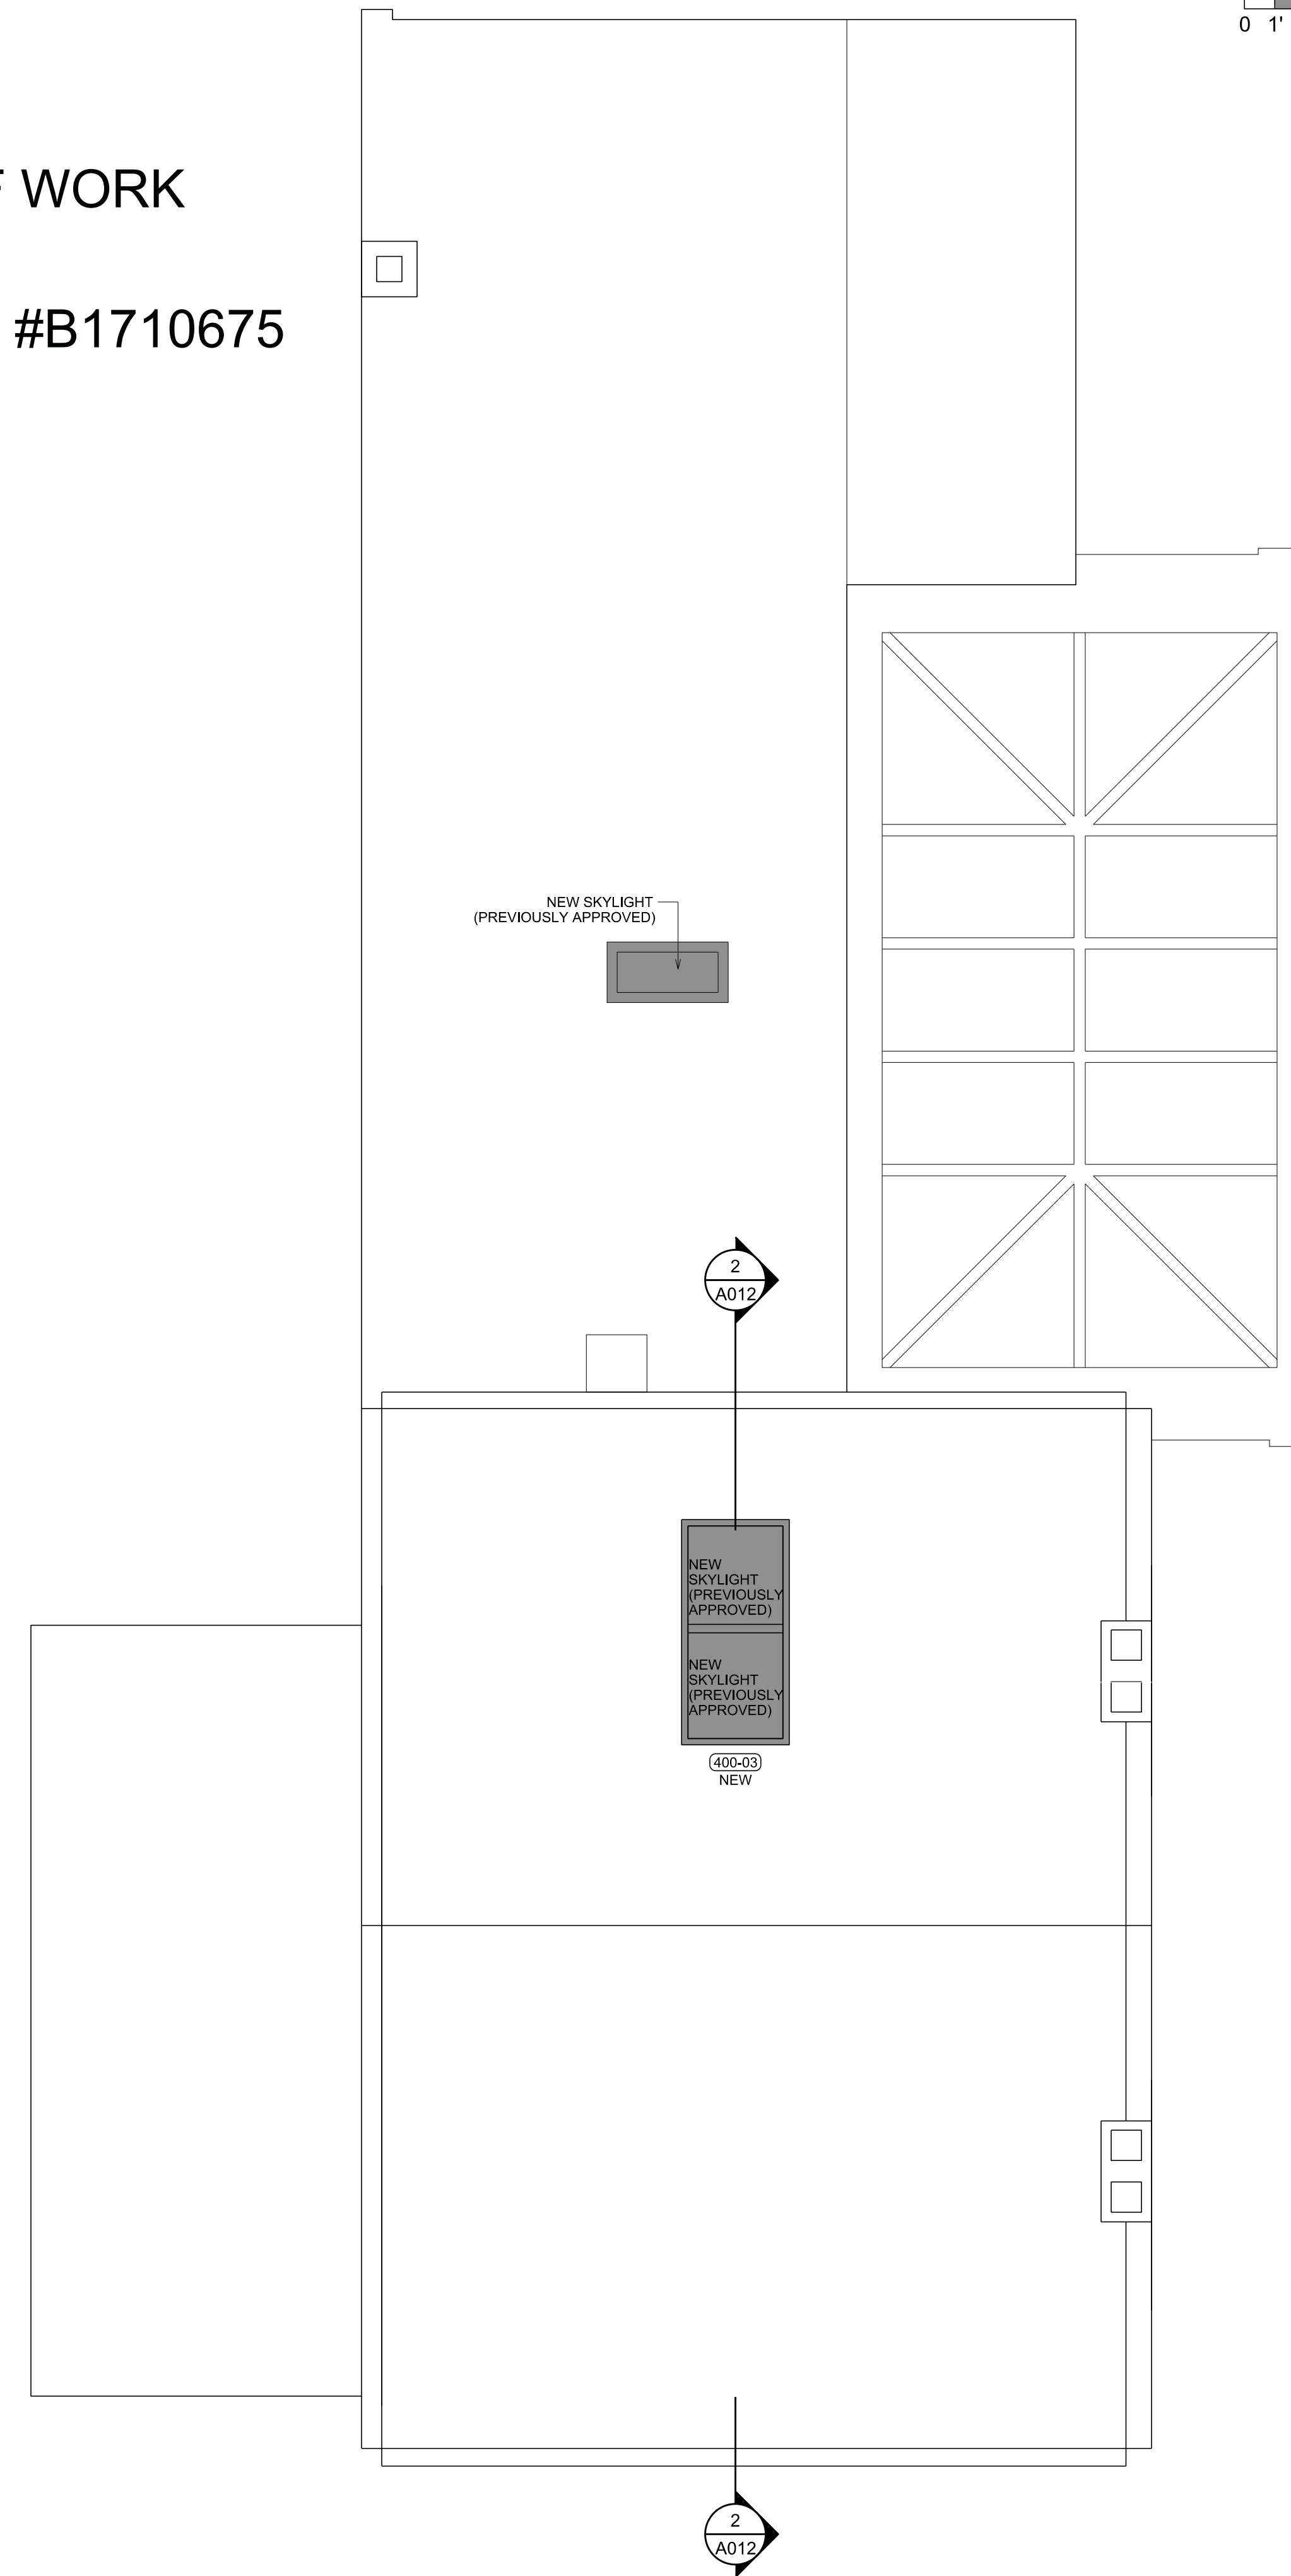 0 1'
WORK
#B1710675
NEW SKYLIGHT
(PREVIOUSLY APPROVED)
2
A012
NEW
SKYLIGHT
(PREVIOUSLY
APPROVED)
NEW
SKYLIGHT
(PREVIOUSLY
APPROVED)
400-03
NEW
2
A012